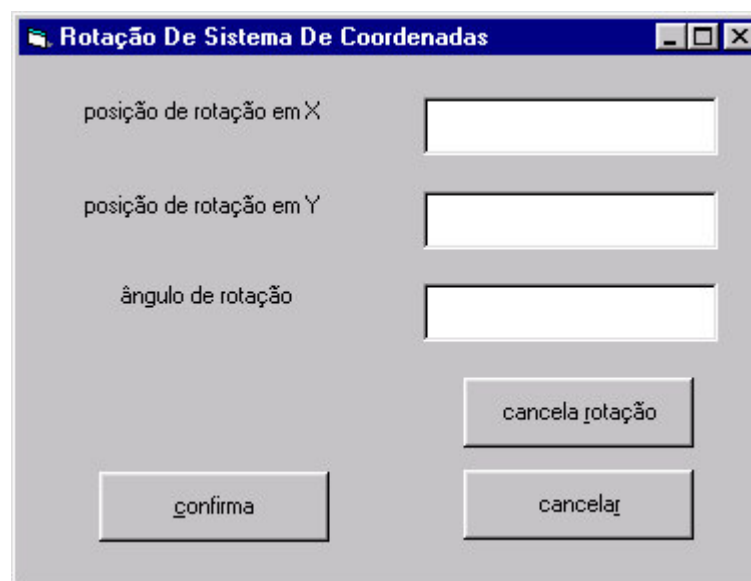 Rotação De Sistema De Coordenadas
posição de rotação em X
posição de rotação em Y
ângulo de rotação
cancela rotação
confirma
cancelar